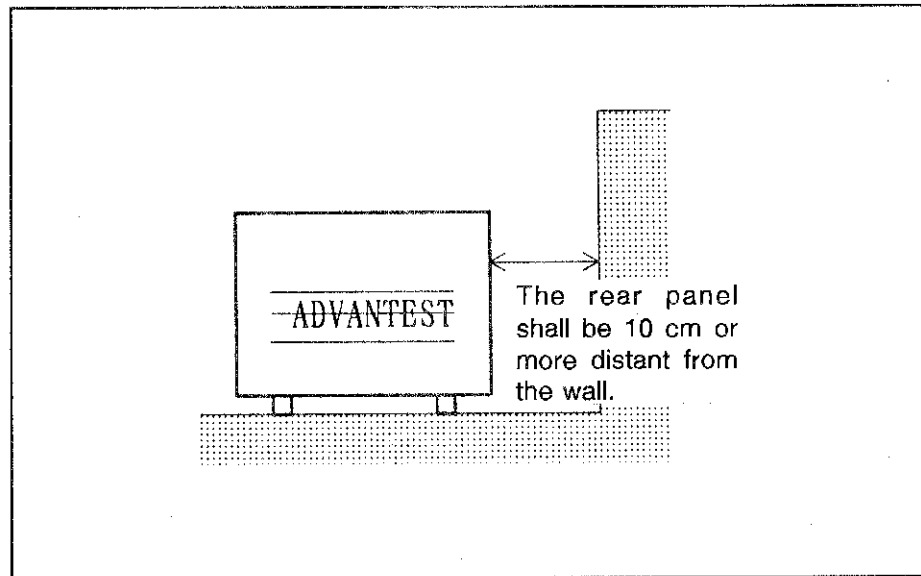 ADVANTEST
The rear panel
shall be 10 cm or
more distant from
the wall.